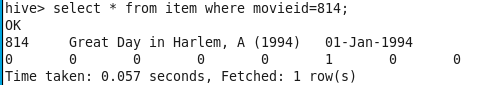 hive> select * from item where movieid=814;
OK
814	Great Day in Harlem, A (1994)	01-Jan-1994
0	0	0	0	0	1	0	0
Time taken: 0.057 seconds, Fetched: 1 row(s)